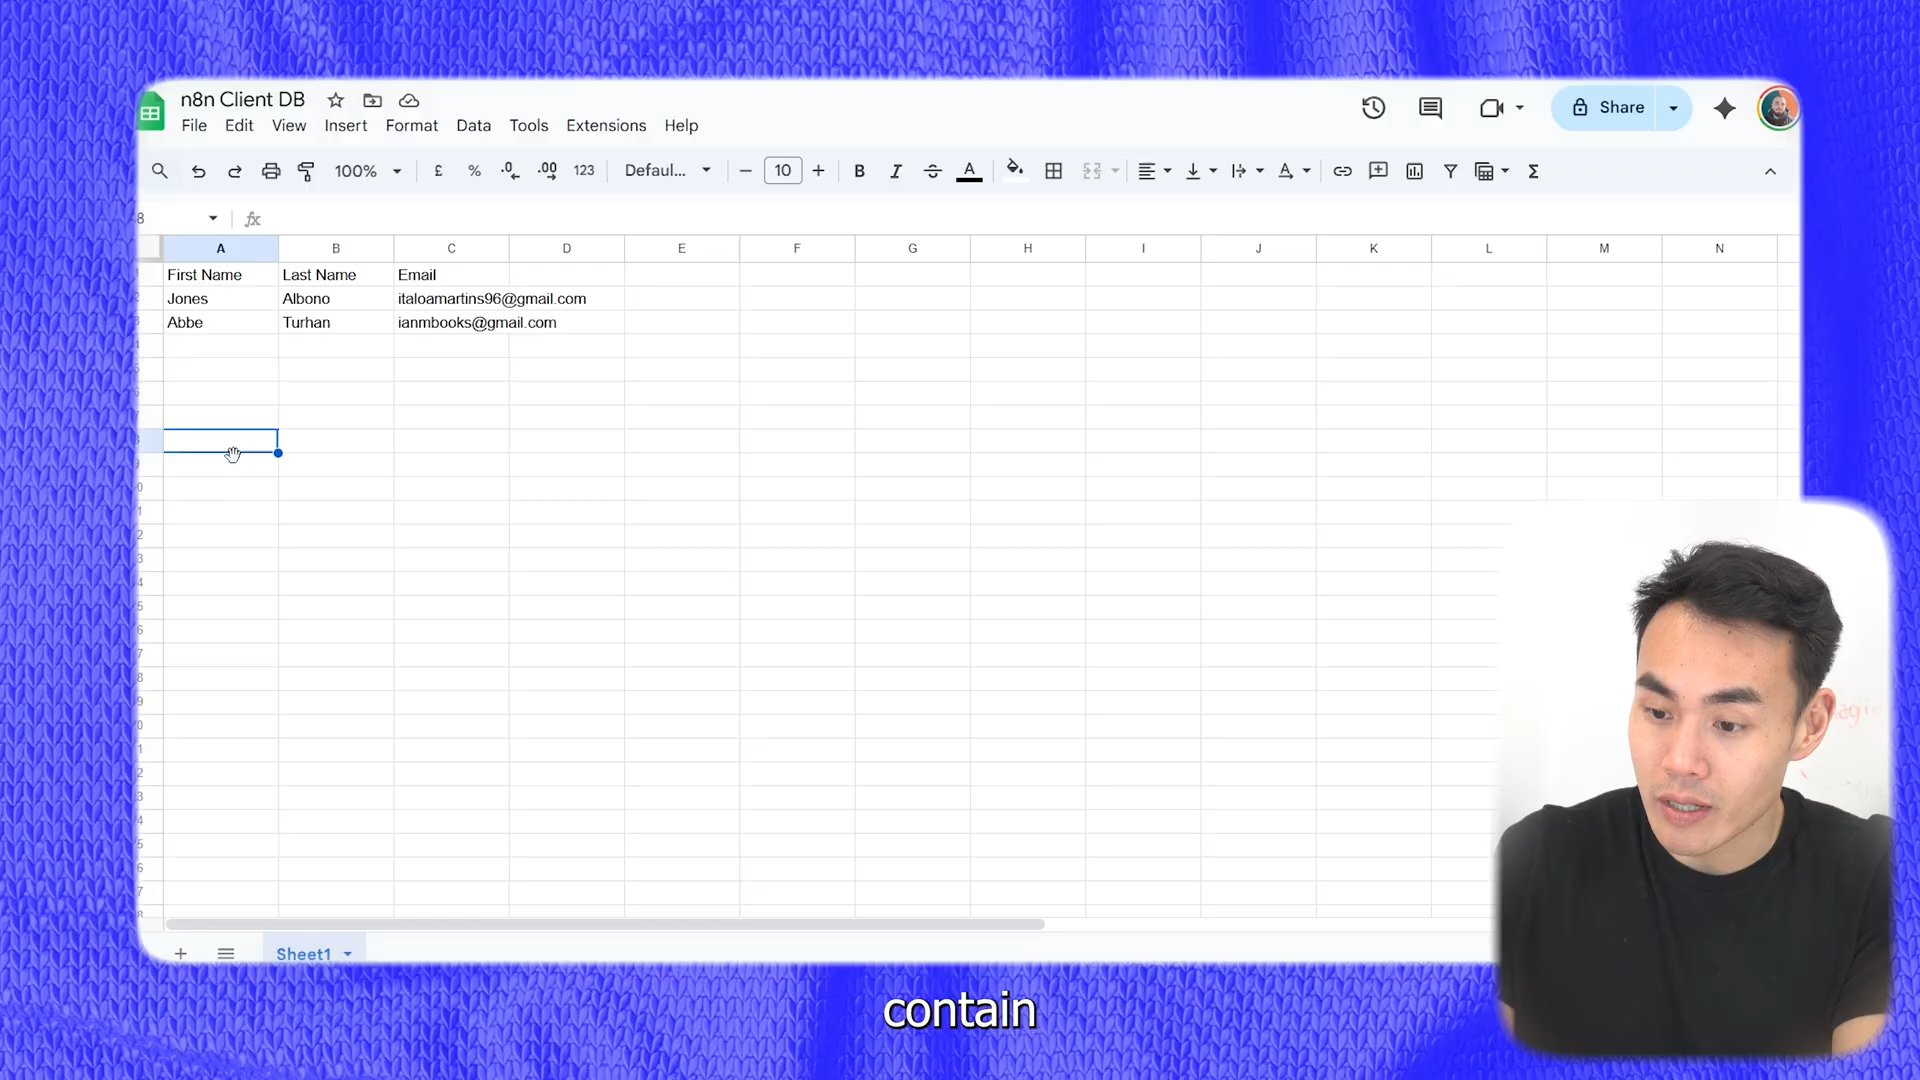 n8n Client DB
File Edit View Insert Format Data Tools Extensions Help
Share
100% £ % .0 .00 123 Defaul... 10 B I A A
8 fx
A B C D E F G H I J K L M N
First Name Last Name Email
Jones Albono italoamartins96@gmail.com
Abbe Turhan ianmbooks@gmail.com
Sheet1
contain